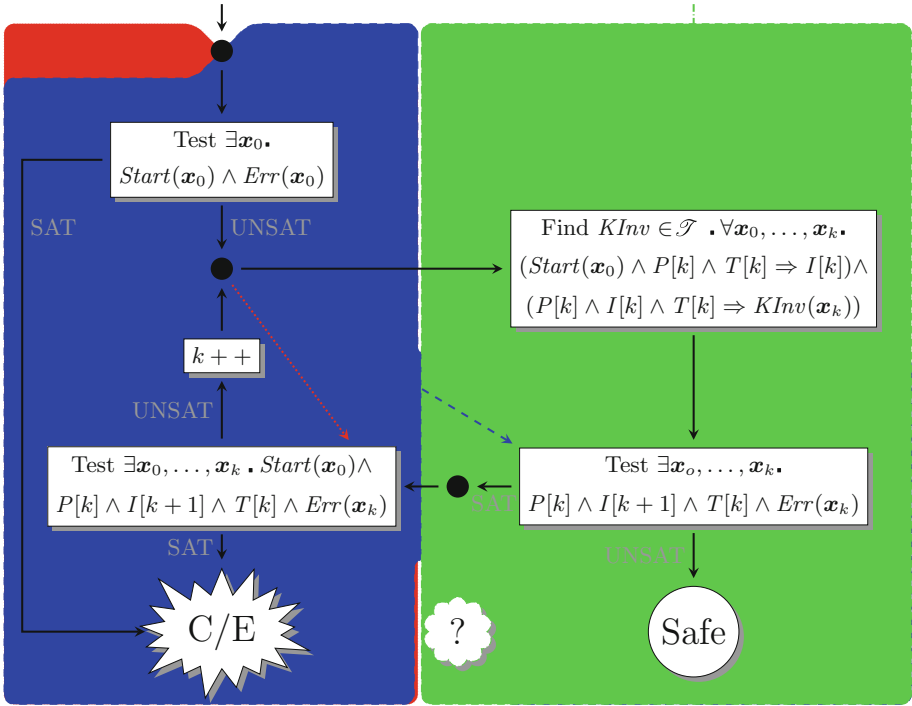 Test ∃x₀.
Start(x₀) ∧ Err(x₀)
SAT
UNSAT
Find KInv ∈ 𝒯 . ∀x₀, . . . , xₖ.
(Start(x₀) ∧ P[k] ∧ T[k] ⇒ I[k])∧
(P[k] ∧ I[k] ∧ T[k] ⇒ KInv(xₖ))
k + +
UNSAT
Test ∃x₀, . . . , xₖ . Start(x₀)∧
P[k] ∧ I[k+1] ∧ T[k] ∧ Err(xₖ)
SAT
Test ∃xₒ, . . . , xₖ.
P[k] ∧ I[k+1] ∧ T[k] ∧ Err(xₖ)
SAT
UNSAT
C/E
?
Safe